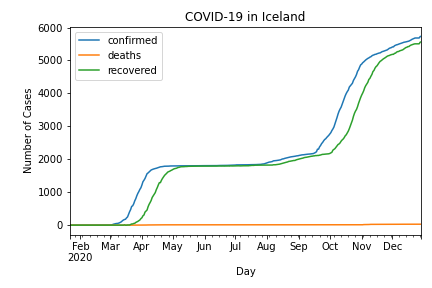 COVID-19 in Iceland
6000
5000
4000
3000
2000
1000
0
Number of Cases
confirmed
deaths
recovered
Feb Mar Apr May Jun Jul Aug Sep Oct Nov Dec
2020
Day